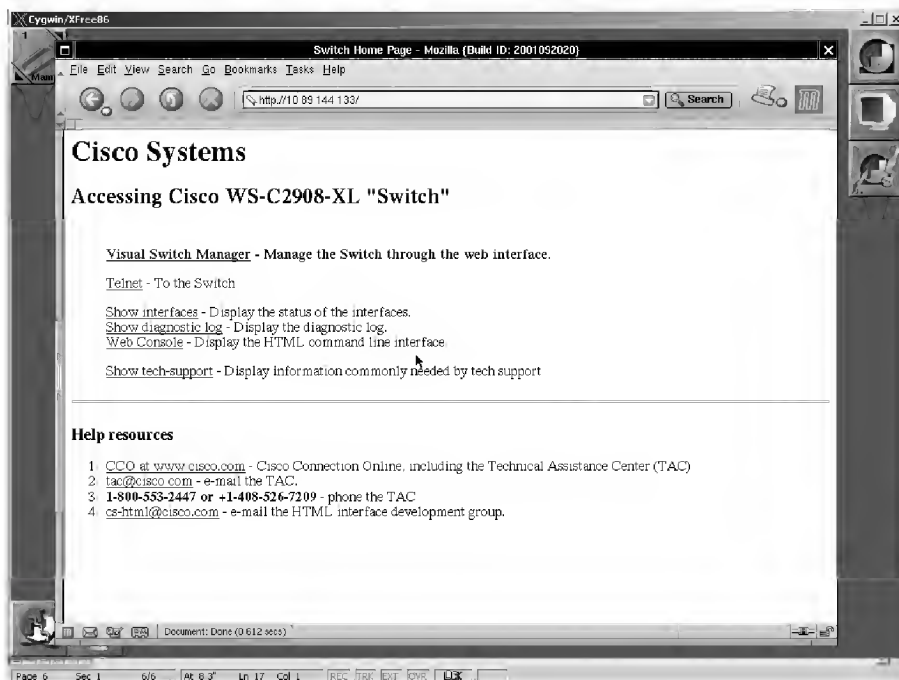 Cygwin/XFree86
1
Main
Switch Home Page - Mozilla {Build ID: 2001092020}
File Edit View Search Go Bookmarks Tasks Help
http://10 89 144 133/
Search
Cisco Systems
Accessing Cisco WS-C2908-XL "Switch"
Visual Switch Manager - Manage the Switch through the web interface.
Telnet - To the Switch
Show interfaces - Display the status of the interfaces.
Show diagnostic log - Display the diagnostic log.
Web Console - Display the HTML command line interface
Show tech-support - Display information commonly needed by tech support
Help resources
1 CCO at www cisco.com - Cisco Connection Online, including the Technical Assistance Center (TAC)
2 tac@cisco com - e-mail the TAC.
3 1-800-553-2447 or +1-408-526-7209 - phone the TAC
4 cs-html@cisco.com - e-mail the HTML interface development group.
Document: Done (0 612 secs)
Page 6 Sec 1 6/6 At 8.3" Ln 17 Col 1 REC TRK EXT OVR